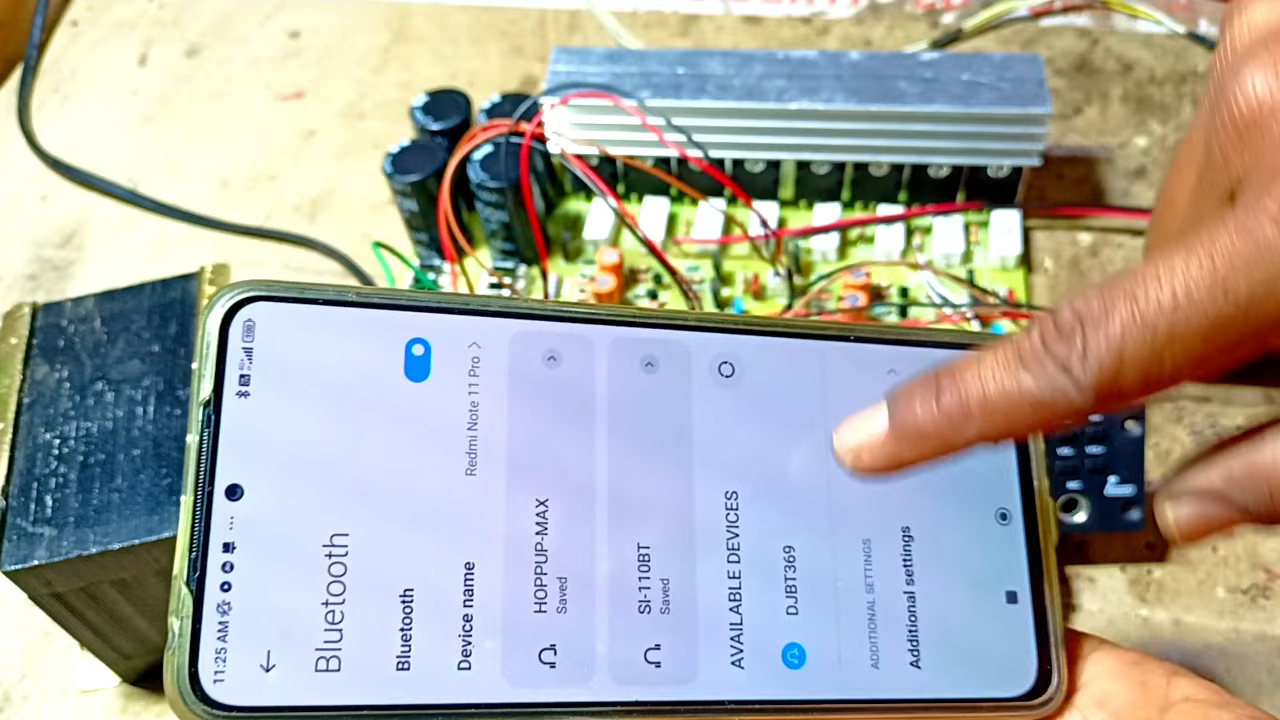 11:25 AM
Bluetooth
Bluetooth
Device name
Redmi Note 11 Pro
HOPPUP-MAX
Saved
SI-110BT
Saved
AVAILABLE DEVICES
DJBT369
ADDITIONAL SETTINGS
Additional settings